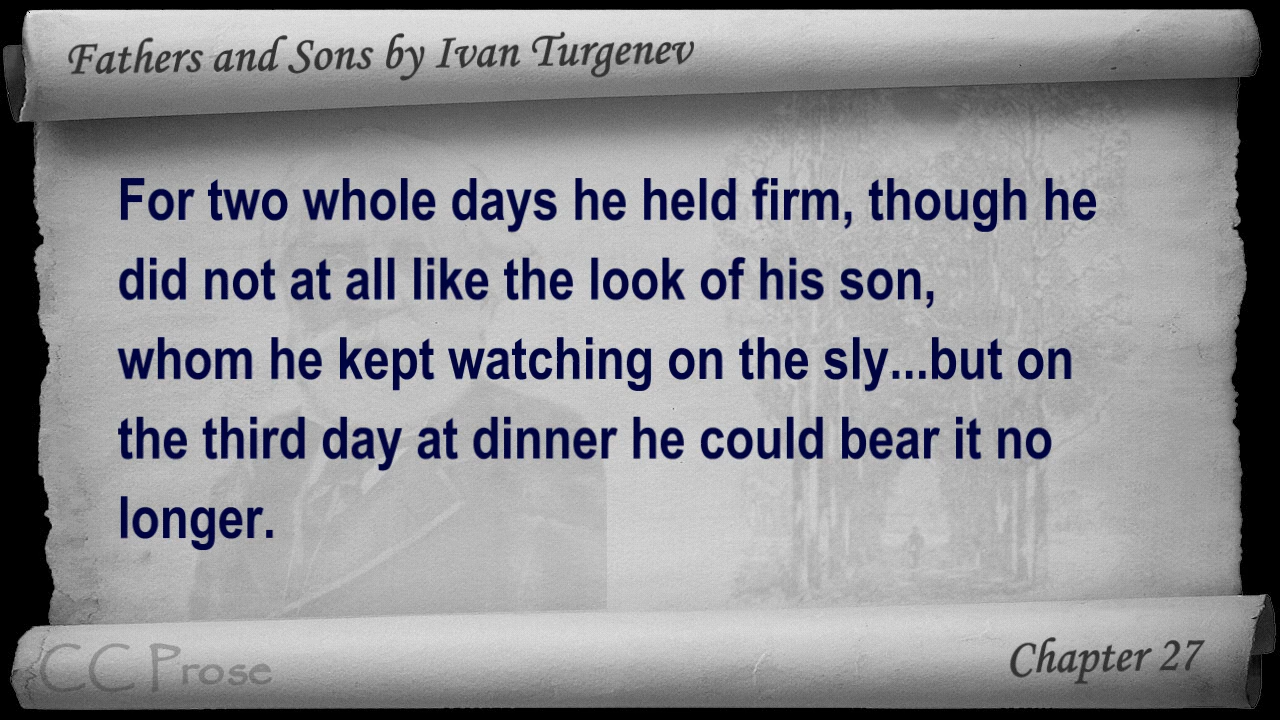 Fathers and Sons by Ivan Turgenev
For two whole days he held firm, though he
did not at all like the look of his son,
whom he kept watching on the sly...but on
the third day at dinner he could bear it no
longer.
CC Prose
Chapter 27